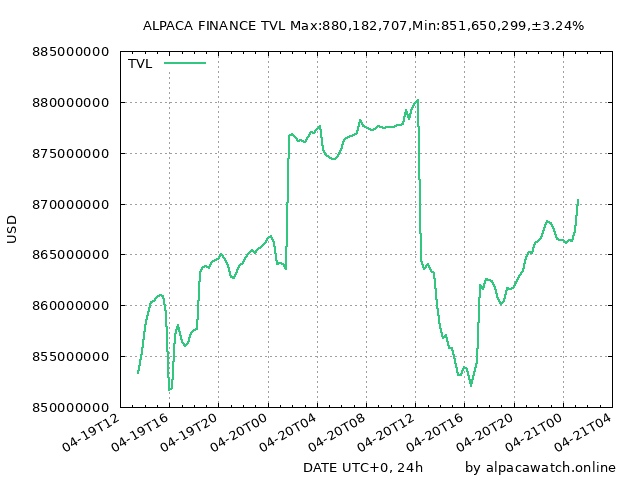 ALPACA FINANCE TVL Max:880,182,707,Min:851,650,299,±3.24%
885000000
TVL
880000000
875000000
870000000
USD
865000000
860000000
855000000
850000000
04-19T12
04-19T16
04-19T20
04-20T00
04-20T04
04-20T08
04-20T12
04-20T16
04-20T20
04-21T00
04-21T04
DATE UTC+0, 24h
by alpacawatch.online